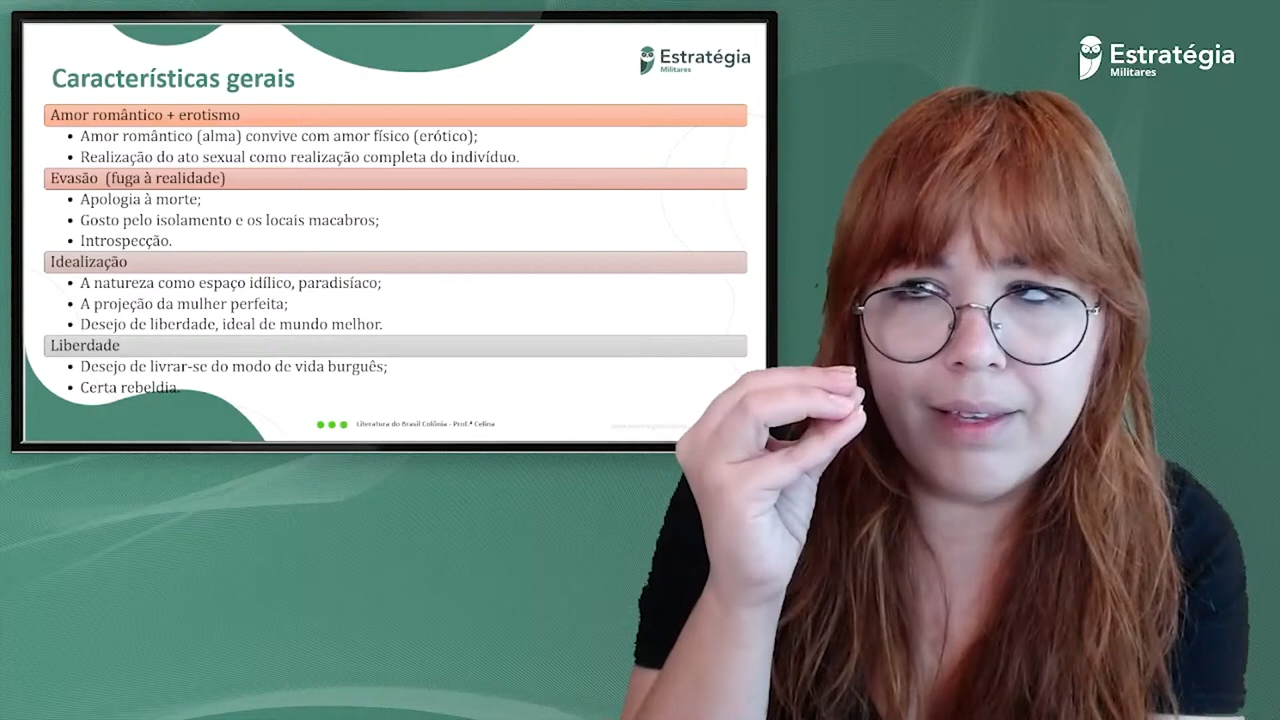 Características gerais
Estratégia
Militares
Amor romântico + erotismo
• Amor romântico (alma) convive com amor físico (erótico);
• Realização do ato sexual como realização completa do indivíduo.
Evasão (fuga à realidade)
• Apologia à morte;
• Gosto pelo isolamento e os locais macabros;
• Introspecção.
Idealização
• A natureza como espaço idílico, paradisíaco;
• A projeção da mulher perfeita;
• Desejo de liberdade, ideal de mundo melhor.
Liberdade
• Desejo de livrar-se do modo de vida burguês;
• Certa rebeldia.
Literatura do Brasil Colônia - Prof.ª Celina
Estratégia
Militares